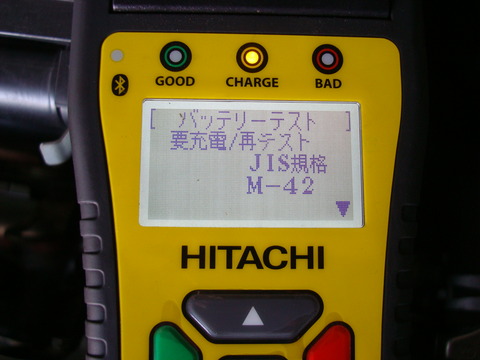 GOOD CHARGE BAD
[ バッテリーテスト ]
要充電/再テスト
JIS規格
M-42
HITACHI